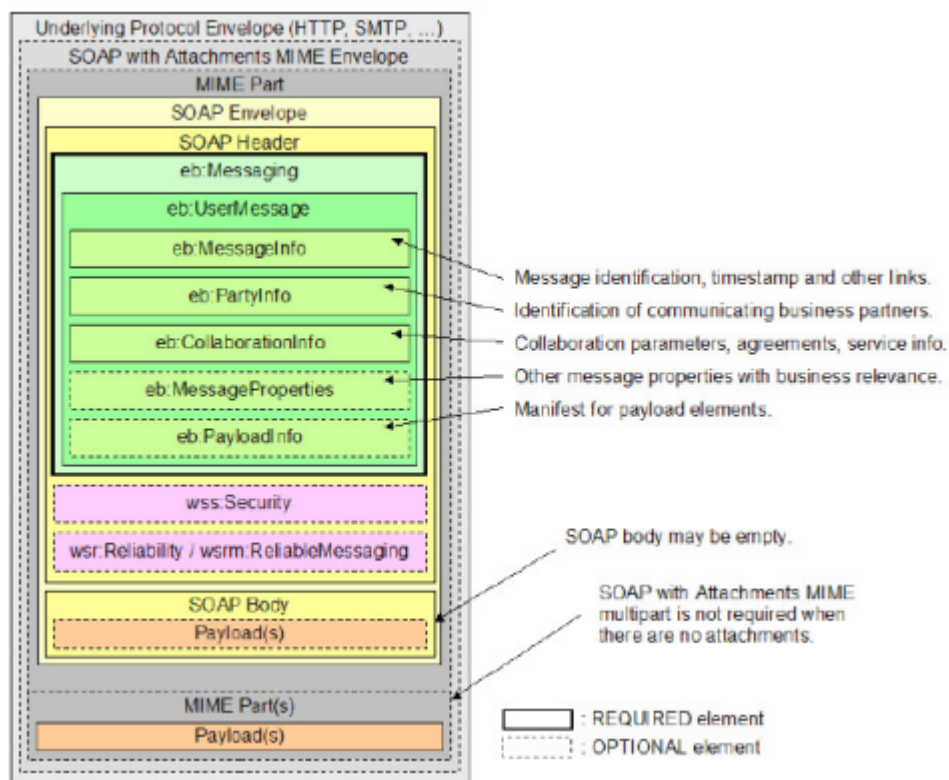 Underlying Protocol Envelope (HTTP, SMTP, …)
SOAP with Attachments MIME Envelope
MIME Part
SOAP Envelope
SOAP Header
eb:Messaging
eb:UserMessage
eb:MessageInfo
eb:PartyInfo
eb:CollaborationInfo
eb:MessageProperties
eb:PayloadInfo
Message identification, timestamp and other links.
Identification of communicating business partners.
Collaboration parameters, agreements, service info.
Other message properties with business relevance.
Manifest for payload elements.
wss:Security
wsr:Reliability / wsrm:ReliableMessaging
SOAP Body
Payload(s)
SOAP body may be empty.
SOAP with Attachments MIME
multipart is not required when
there are no attachments.
MIME Part(s)
Payload(s)
: REQUIRED element
: OPTIONAL element